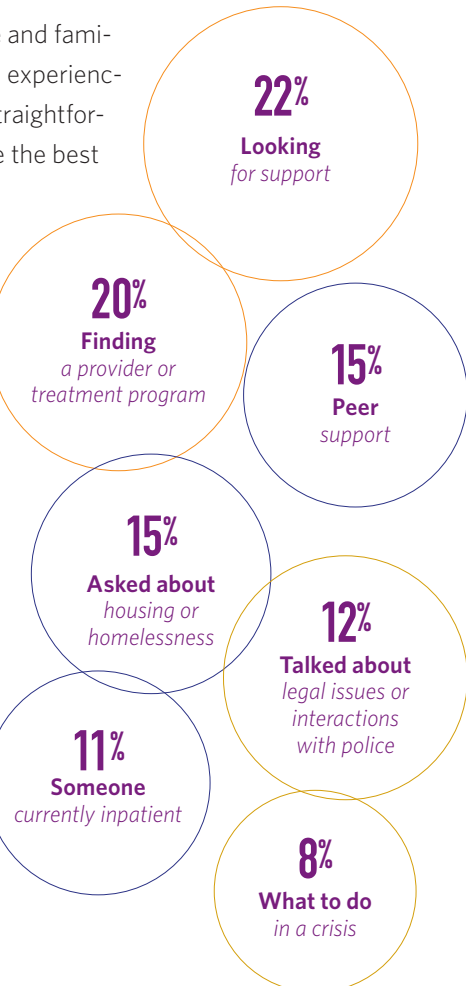 and fami-
experienc-
traightfor-
the best
22%
Looking
for support
20%
Finding
a provider or
treatment program
15%
Peer
support
15%
Asked about
housing or
homelessness
12%
Talked about
legal issues or
interactions
with police
11%
Someone
currently inpatient
8%
What to do
in a crisis